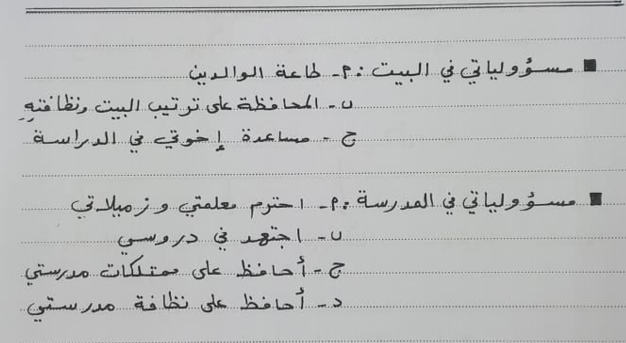 ■ مسؤولياتي في البيت : أ- طاعة الوالدين
ب- المحافظة على ترتيب البيت ونظافتهِ
ج - مساعدة إخوتي في الدراسة
■ مسؤولياتي في المدرسة : أ- احترم معلمتي وزميلاتي
ب- اجتهد في دروسي
ج- أحافظ على ممتلكات مدرستي
د- أحافظ على نظافة مدرستي